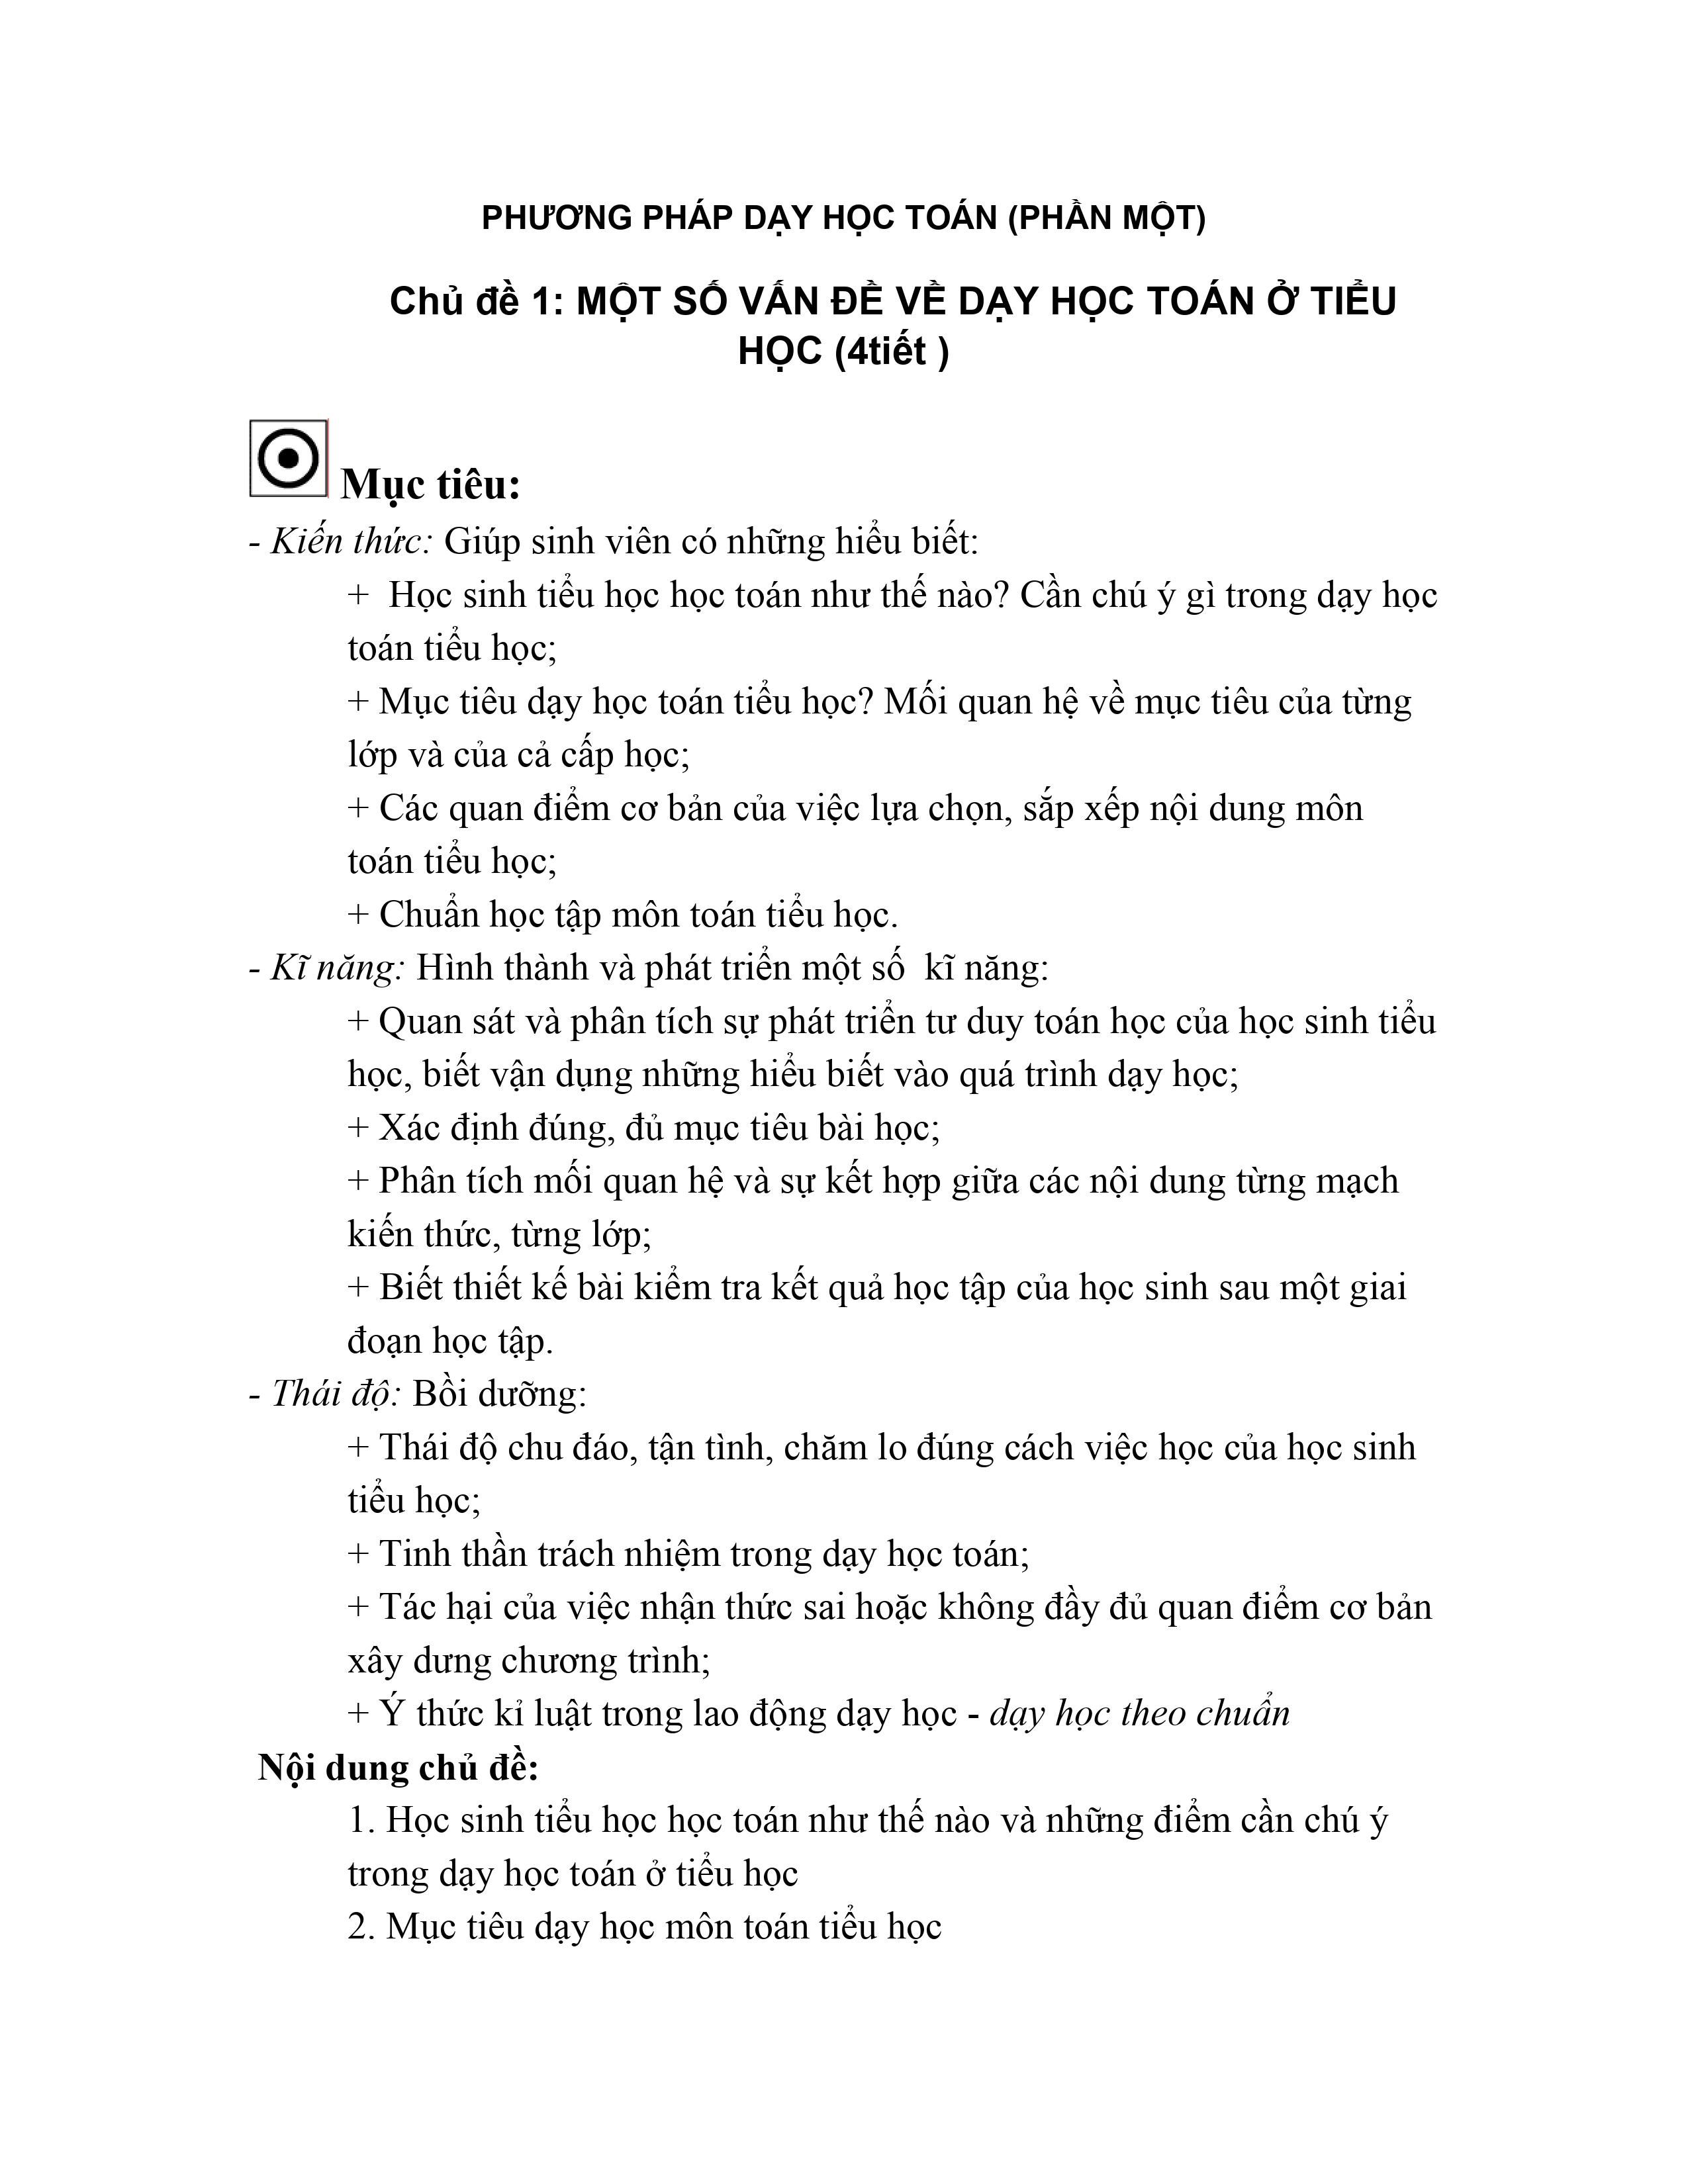 PHƯƠNG PHÁP DẠY HỌC TOÁN (PHẦN MỘT)
Chủ đề 1: MỘT SỐ VẤN ĐỀ VỀ DẠY HỌC TOÁN Ở TIỂU
HỌC (4tiết )
Mục tiêu:
- Kiến thức: Giúp sinh viên có những hiểu biết:
+  Học sinh tiểu học học toán như thế nào? Cần chú ý gì trong dạy học
toán tiểu học;
+ Mục tiêu dạy học toán tiểu học? Mối quan hệ về mục tiêu của từng
lớp và của cả cấp học;
+ Các quan điểm cơ bản của việc lựa chọn, sắp xếp nội dung môn
toán tiểu học;
+ Chuẩn học tập môn toán tiểu học.
- Kĩ năng: Hình thành và phát triển một số  kĩ năng:
+ Quan sát và phân tích sự phát triển tư duy toán học của học sinh tiểu
học, biết vận dụng những hiểu biết vào quá trình dạy học;
+ Xác định đúng, đủ mục tiêu bài học;
+ Phân tích mối quan hệ và sự kết hợp giữa các nội dung từng mạch
kiến thức, từng lớp;
+ Biết thiết kế bài kiểm tra kết quả học tập của học sinh sau một giai
đoạn học tập.
- Thái độ: Bồi dưỡng:
+ Thái độ chu đáo, tận tình, chăm lo đúng cách việc học của học sinh
tiểu học;
+ Tinh thần trách nhiệm trong dạy học toán;
+ Tác hại của việc nhận thức sai hoặc không đầy đủ quan điểm cơ bản
xây dưng chương trình;
+ Ý thức kỉ luật trong lao động dạy học - dạy học theo chuẩn
Nội dung chủ đề:
1. Học sinh tiểu học học toán như thế nào và những điểm cần chú ý
trong dạy học toán ở tiểu học
2. Mục tiêu dạy học môn toán tiểu học